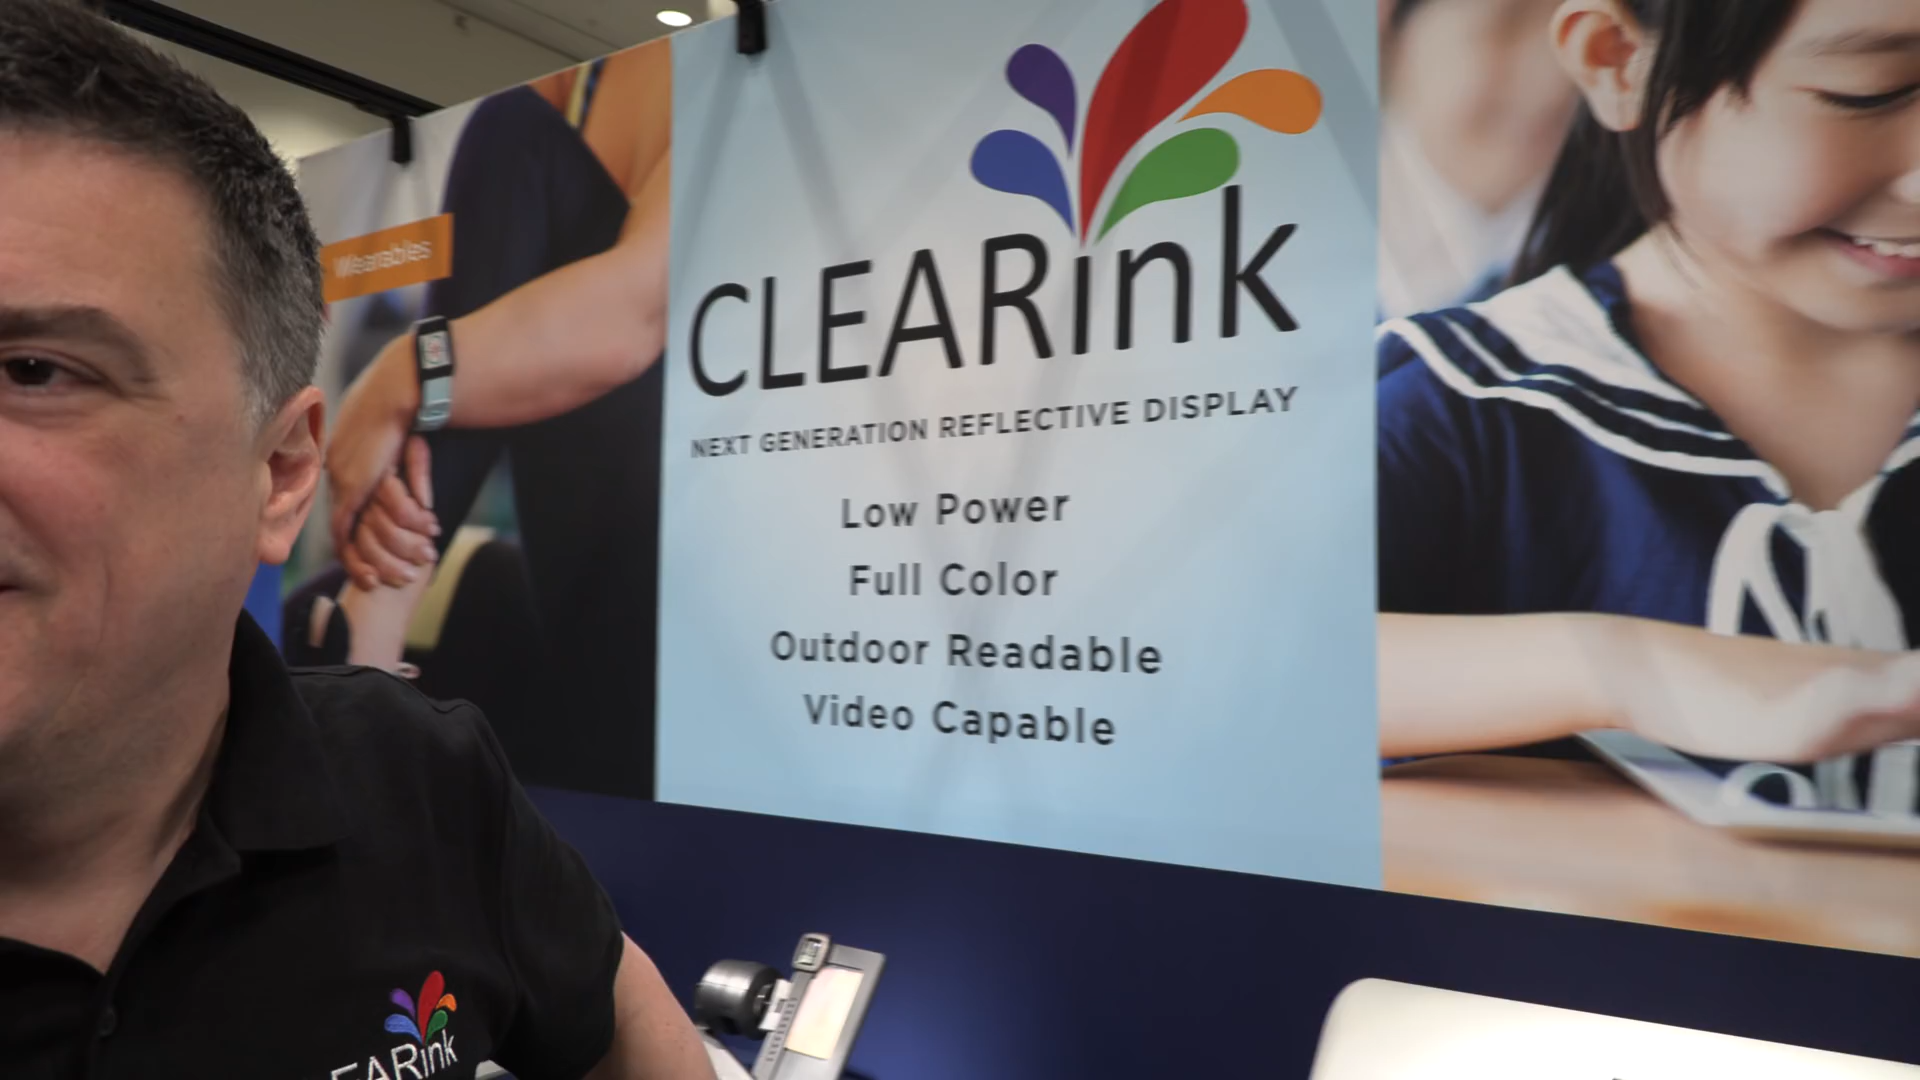 Wearables
CLEARink
NEXT GENERATION REFLECTIVE DISPLAY
Low Power
Full Color
Outdoor Readable
Video Capable
EARink